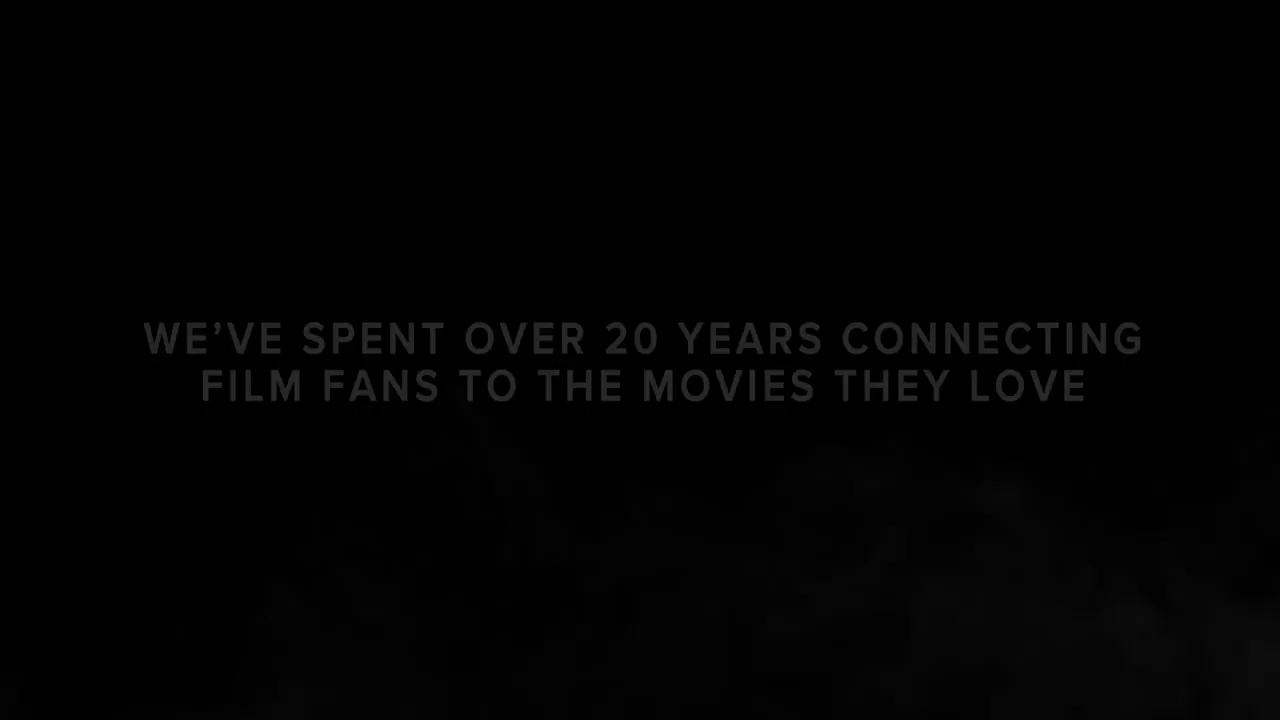 WE’VE SPENT OVER 20 YEARS CONNECTING
FILM FANS TO THE MOVIES THEY LOVE